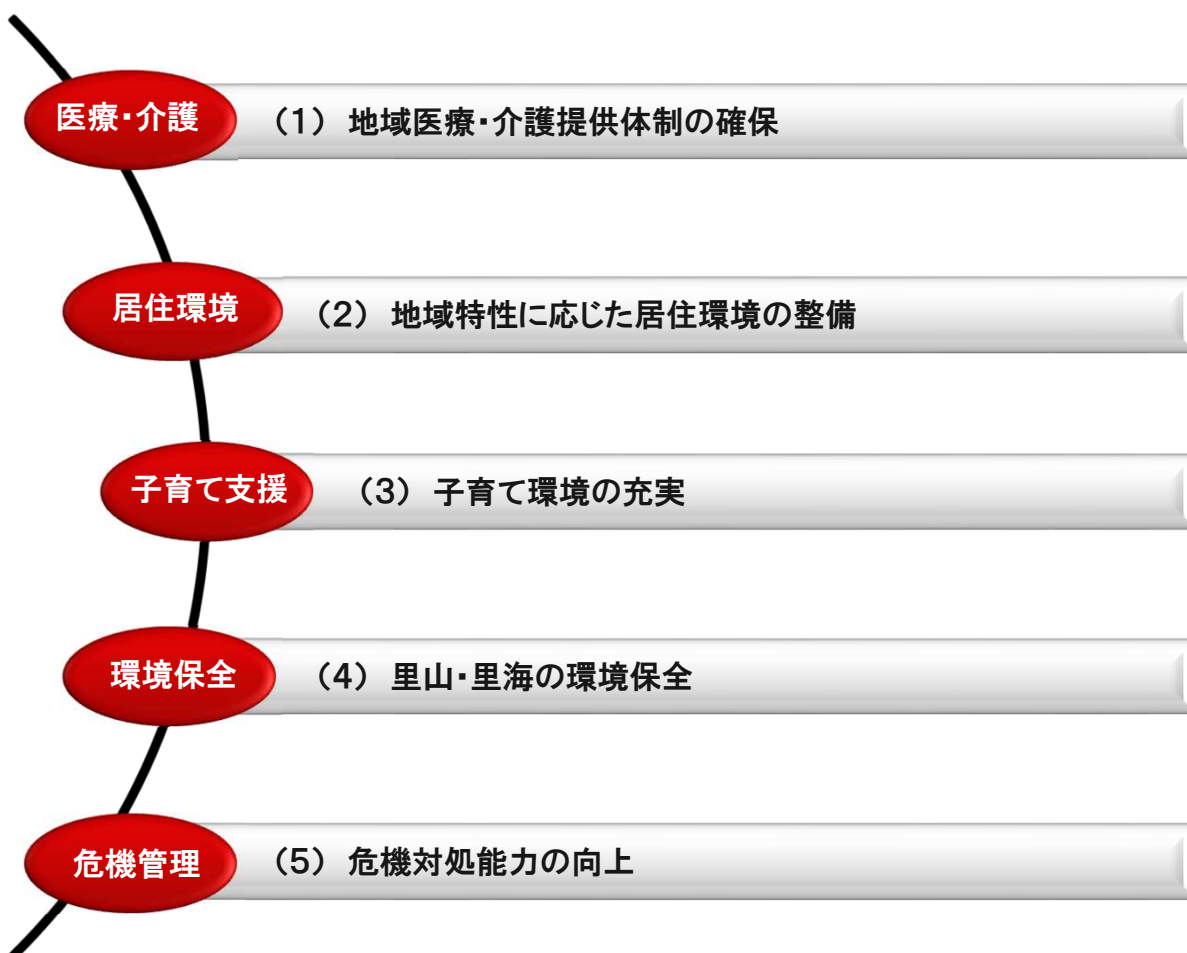 医療・介護
(1) 地域医療・介護提供体制の確保
居住環境
(2) 地域特性に応じた居住環境の整備
子育て支援
(3) 子育て環境の充実
環境保全
(4) 里山・里海の環境保全
危機管理
(5) 危機対処能力の向上